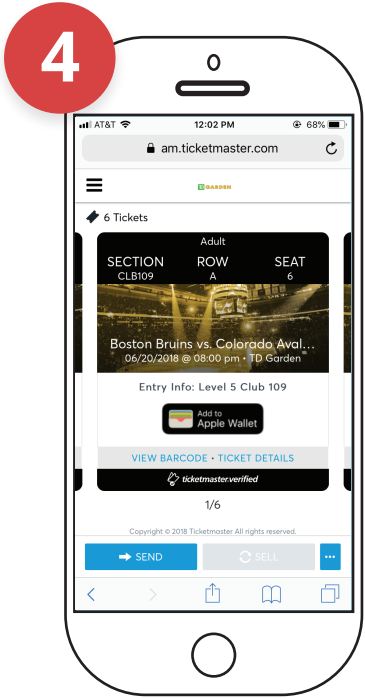 4
AT&T 12:02 PM 68%
am.ticketmaster.com
TD GARDEN
6 Tickets
Adult
SECTION ROW SEAT
CLB109 A 6
Boston Bruins vs. Colorado Aval...
06/20/2018 @ 08:00 pm • TD Garden
Entry Info: Level 5 Club 109
Add to
Apple Wallet
VIEW BARCODE • TICKET DETAILS
ticketmaster.verified
1/6
Copyright © 2018 Ticketmaster All rights reserved.
SEND SELL ...